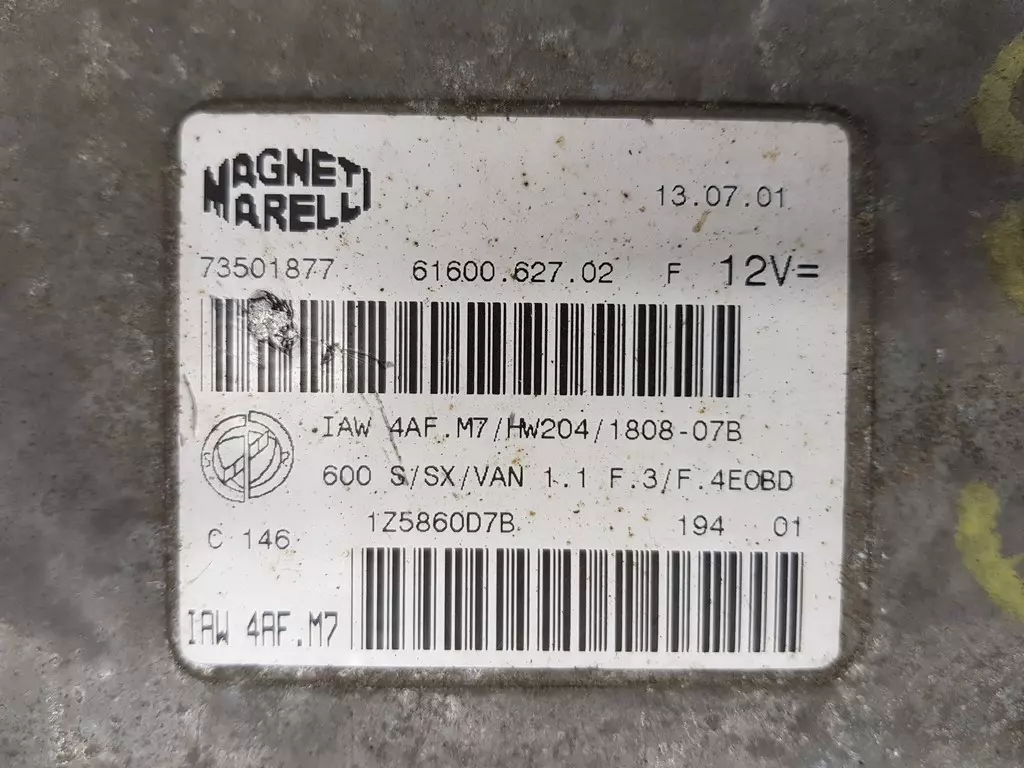 MAGNETI
MARELLI
13.07.01
73501877 61600.627.02 F 12V=
IAW 4AF.M7/HW204/1808-07B
600 S/SX/VAN 1.1 F.3/F.4EOBD
1Z5860D7B 194 01
C 146
IAW 4AF.M7